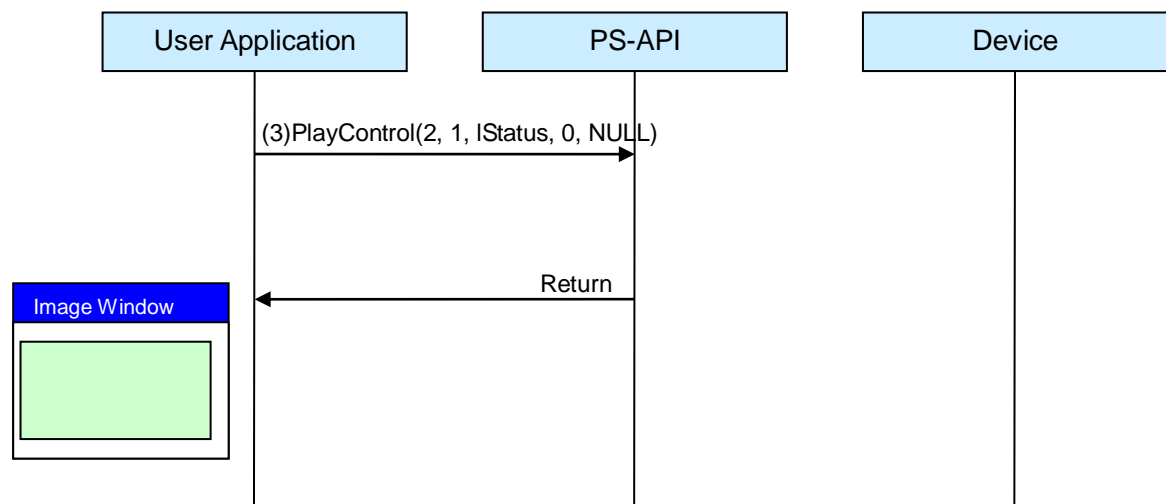 User Application
PS-API
Device
(3)PlayControl(2, 1, lStatus, 0, NULL)
Return
Image Window